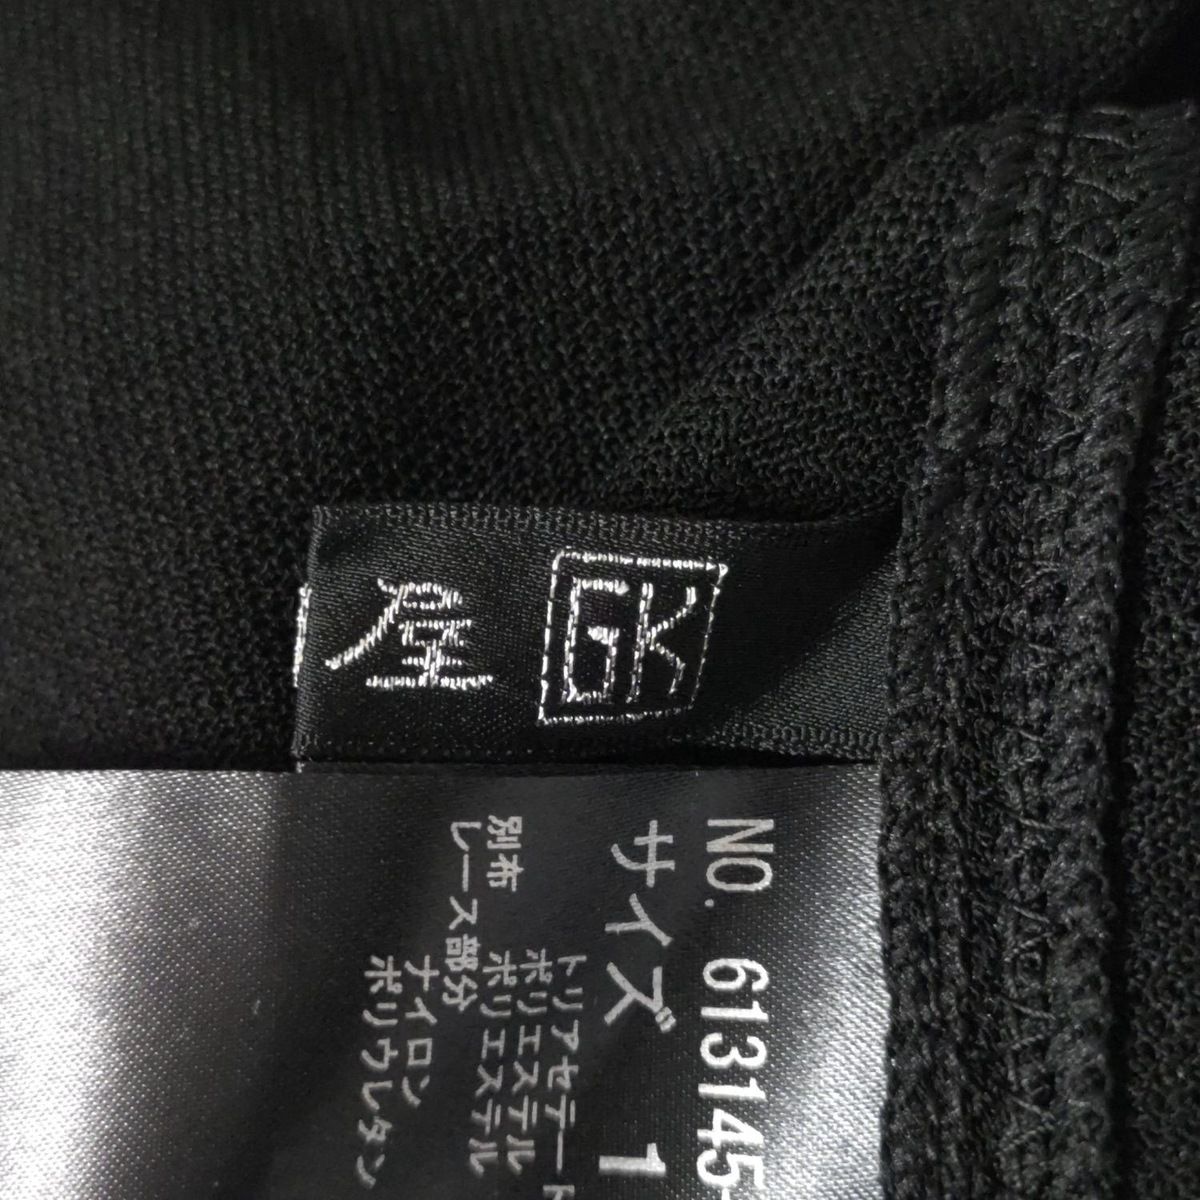 屋 GK
NO. 613145-
サイズ 1
トリアセテート
ポリエステル
別布 ポリエステル
レース部分
ナイロン
ポリウレタン